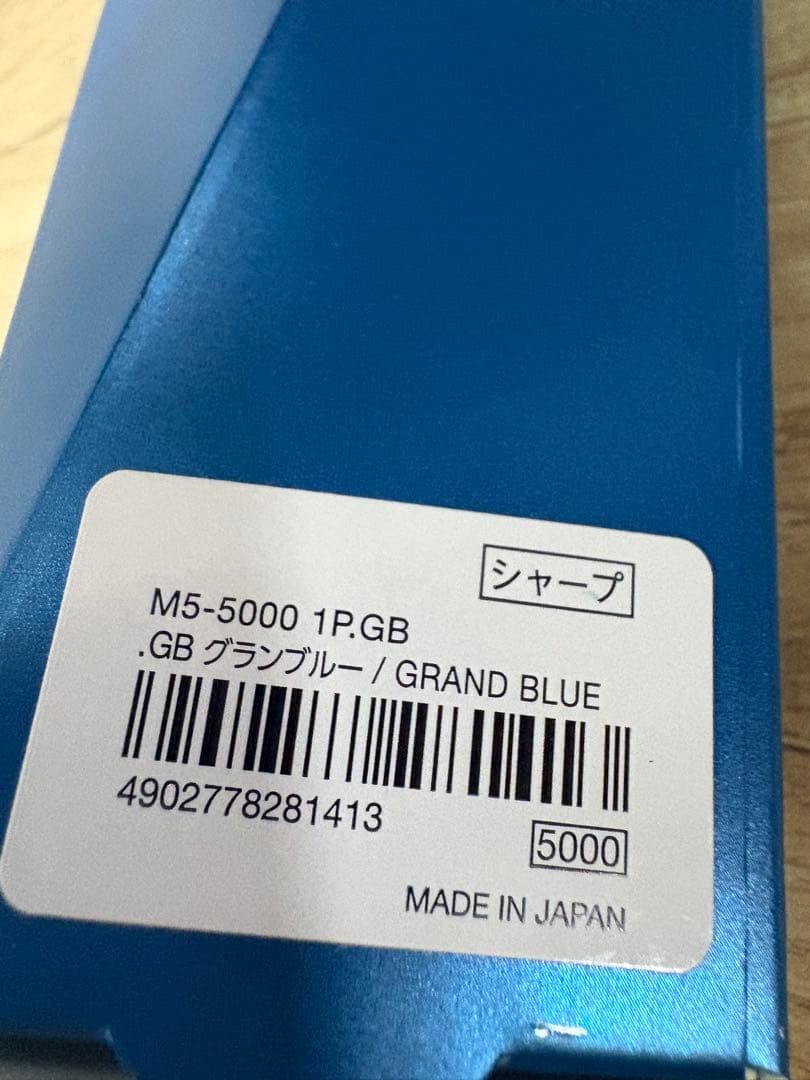 シャープ
M5-5000 1P.GB
.GB グランブルー / GRAND BLUE
4902778281413
5000
MADE IN JAPAN